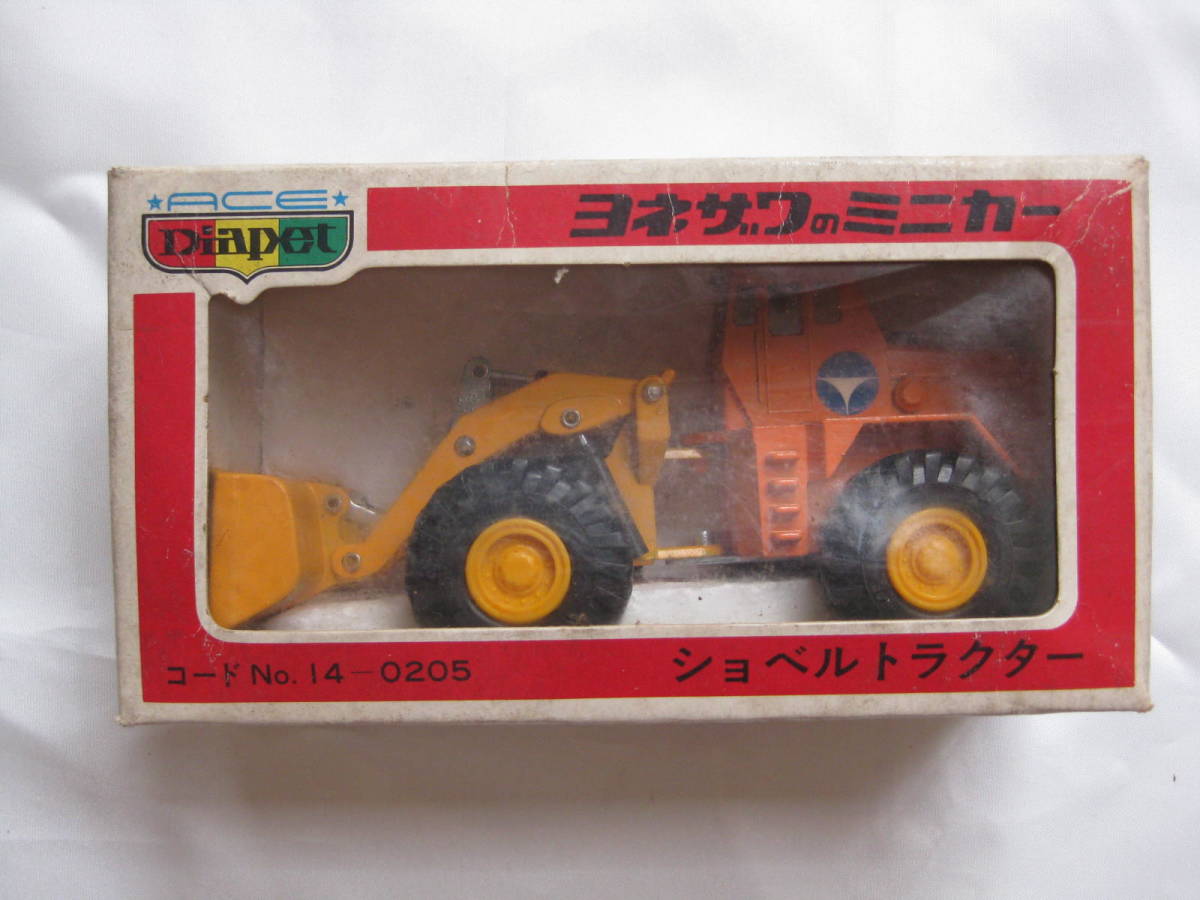 ★ACE★
Diapet
ヨネザワのミニカー
コードNo. 14-0205
ショベルトラクター